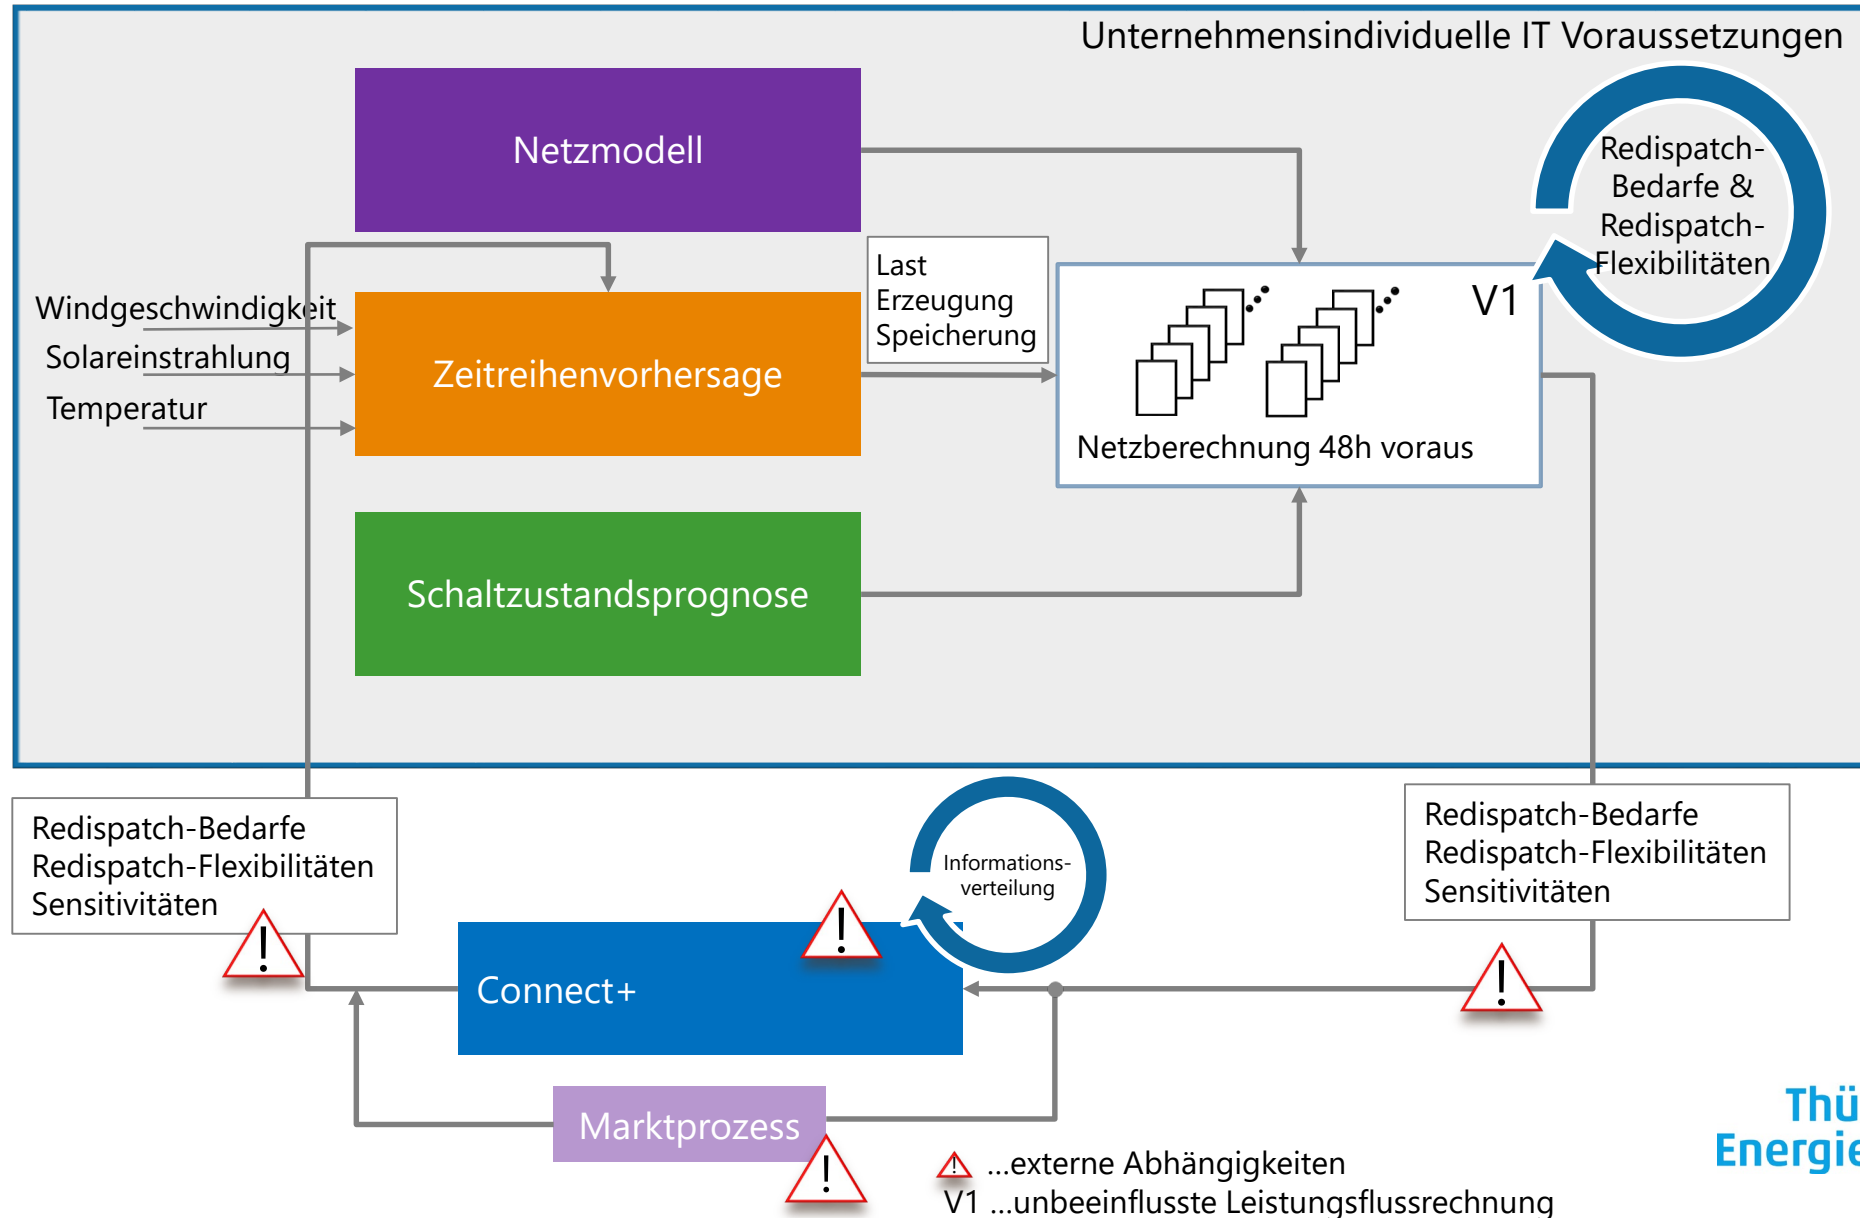 Unternehmensindividuelle IT Voraussetzungen
Netzmodell
Redispatch-
Bedarfe &
Redispatch-
Flexibilitäten
Windgeschwindigkeit
Solareinstrahlung
Temperatur
Zeitreihenvorhersage
Last
Erzeugung
Speicherung
V1
Netzberechnung 48h voraus
Schaltzustandsprognose
Redispatch-Bedarfe
Redispatch-Flexibilitäten
Sensitivitäten
!
Informations-
verteilung
!
Connect+
Redispatch-Bedarfe
Redispatch-Flexibilitäten
Sensitivitäten
!
Marktprozess
!
! ...externe Abhängigkeiten
V1 ...unbeeinflusste Leistungsflussrechnung
Thü
Energie